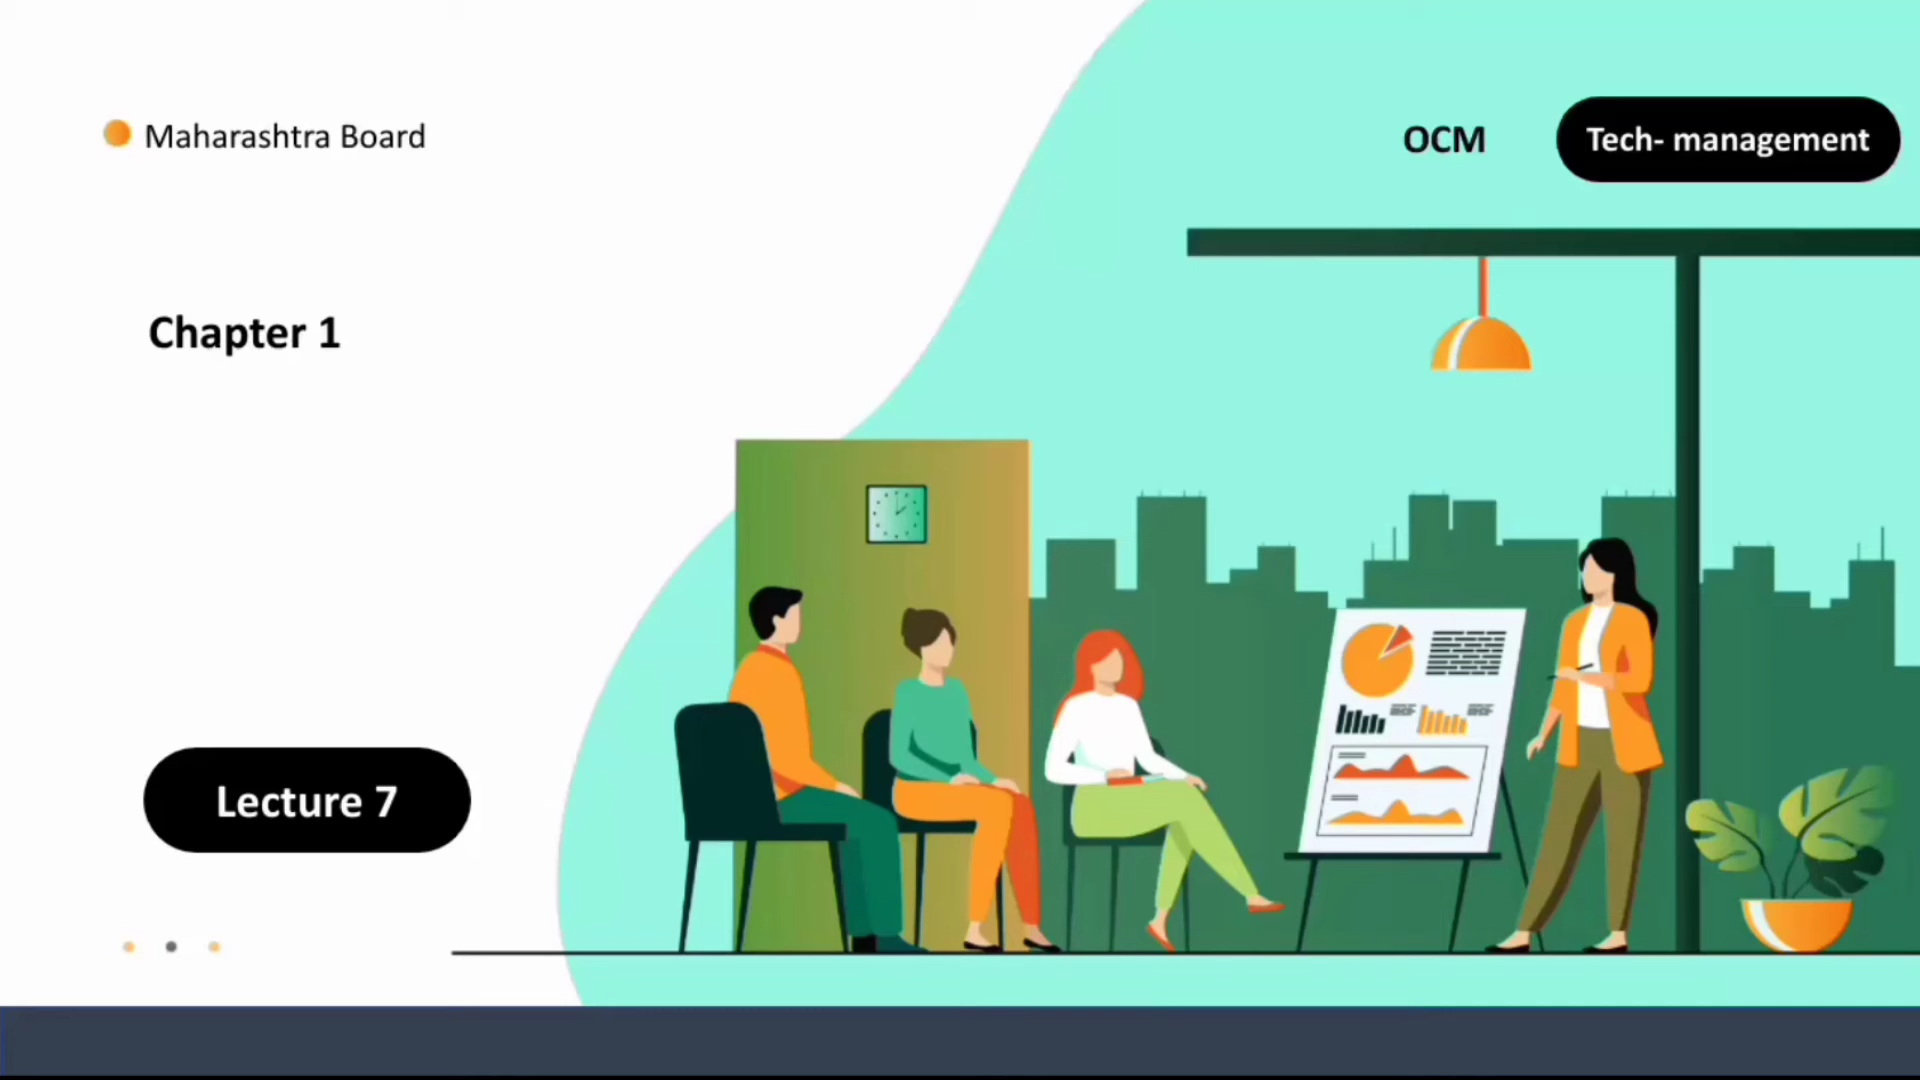 Maharashtra Board
OCM
Tech- management
Chapter 1
Lecture 7